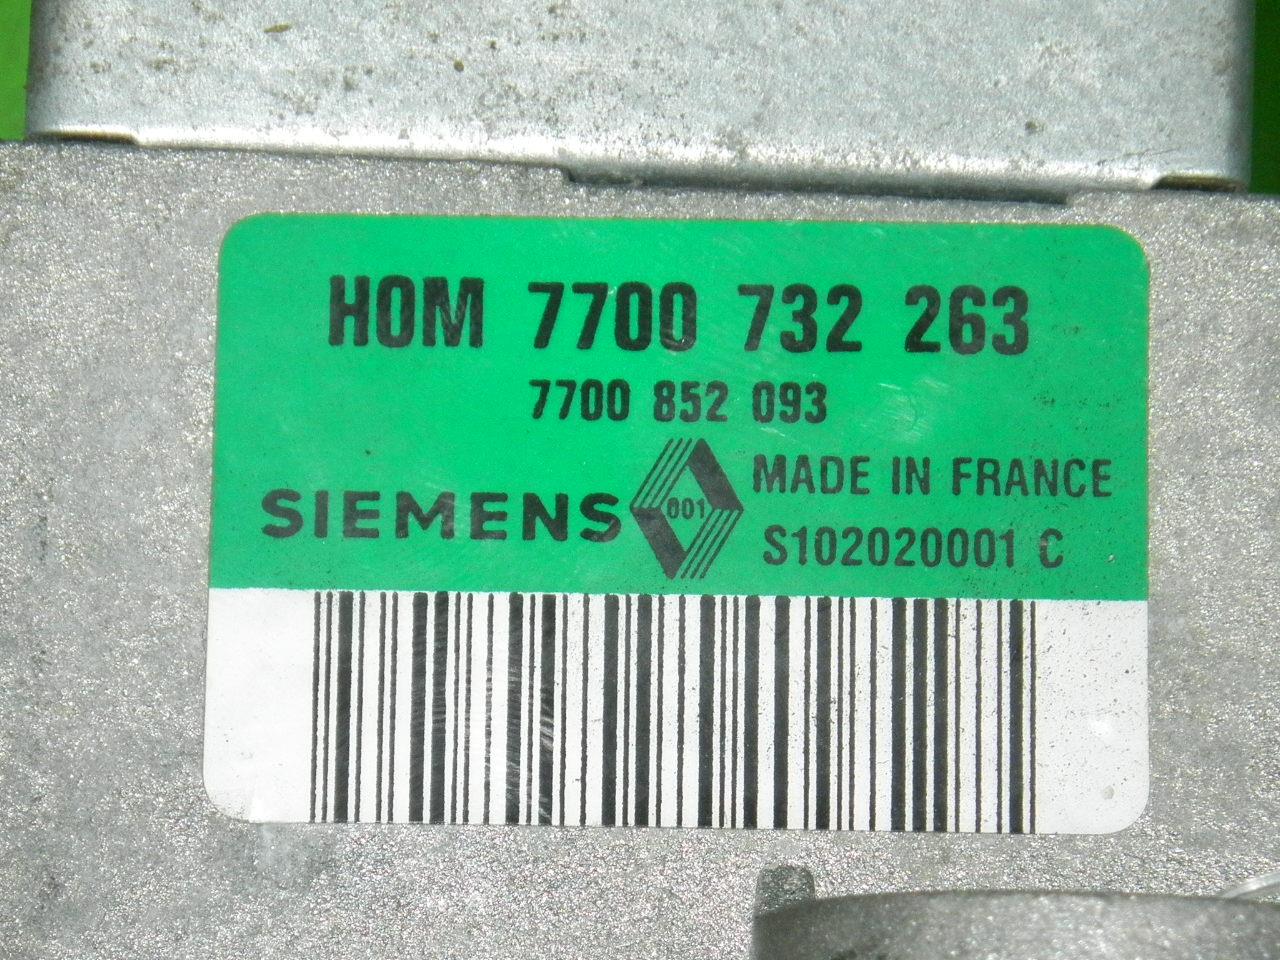 HOM 7700 732 263
7700 852 093
SIEMENS 001 MADE IN FRANCE
S102020001 C